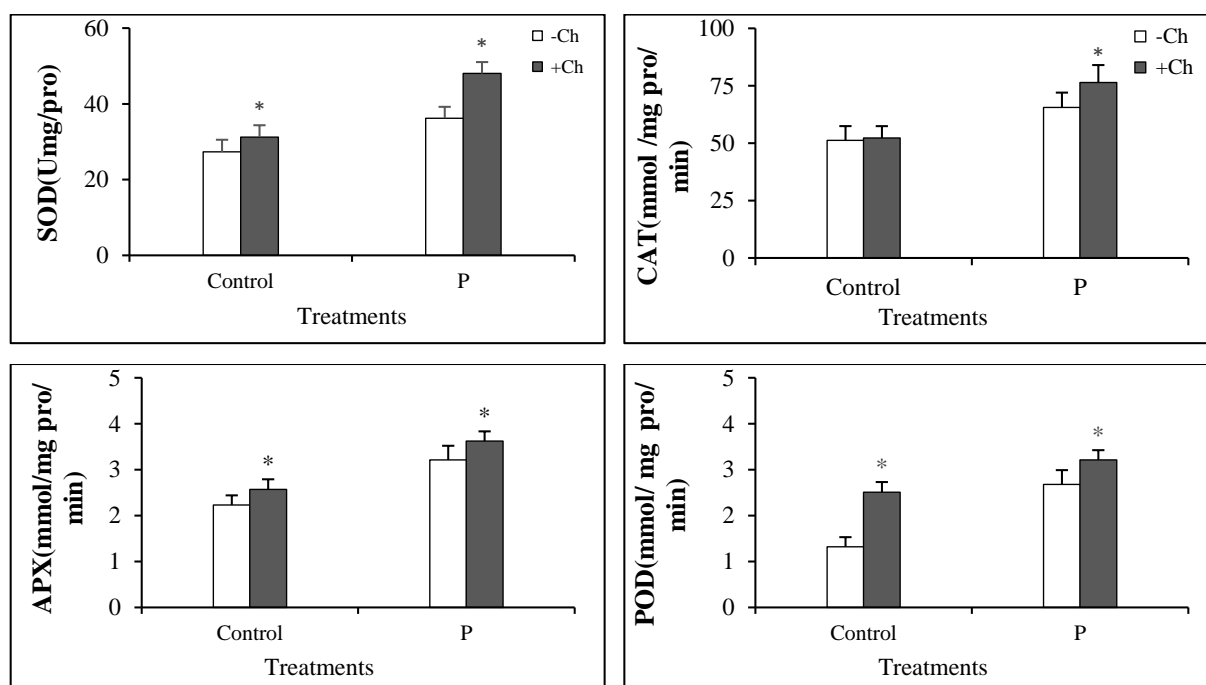 SOD(Umg/pro)
60
40
20
0
* *
-Ch
+Ch
Control P
Treatments
CAT(mmol /mg pro/
min)
100
75
50
25
0
*
-Ch
+Ch
Control P
Treatments
APX(mmol/mg pro/
min)
5
4
3
2
1
0
* *
Control P
Treatments
POD(mmol/ mg pro/
min)
5
4
3
2
1
0
* *
Control P
Treatments